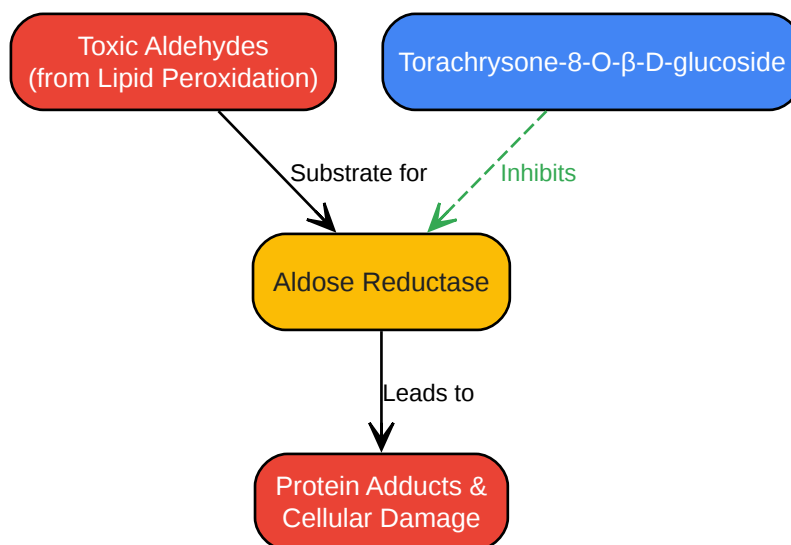 Toxic Aldehydes
(from Lipid Peroxidation)
Torachrysone-8-O-β-D-glucoside
Substrate for
Inhibits
Aldose Reductase
Leads to
Protein Adducts &
Cellular Damage